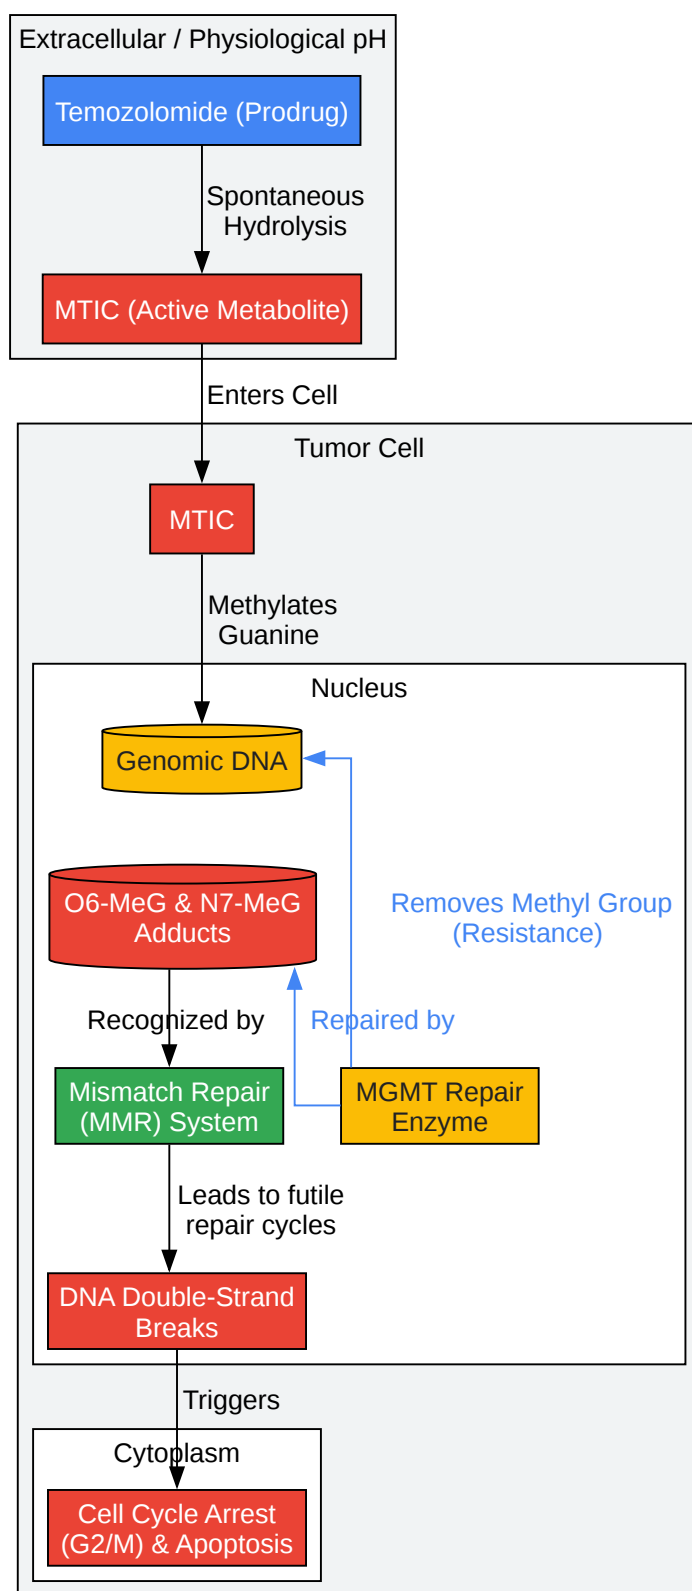 Extracellular / Physiological pH
Temozolomide (Prodrug)
Spontaneous
Hydrolysis
MTIC (Active Metabolite)
Enters Cell
Tumor Cell
MTIC
Methylates
Guanine
Nucleus
Genomic DNA
O6-MeG & N7-MeG
Adducts
Removes Methyl Group
(Resistance)
Recognized by
Repaired by
Mismatch Repair
(MMR) System
MGMT Repair
Enzyme
Leads to futile
repair cycles
DNA Double-Strand
Breaks
Triggers
Cytoplasm
Cell Cycle Arrest
(G2/M) & Apoptosis